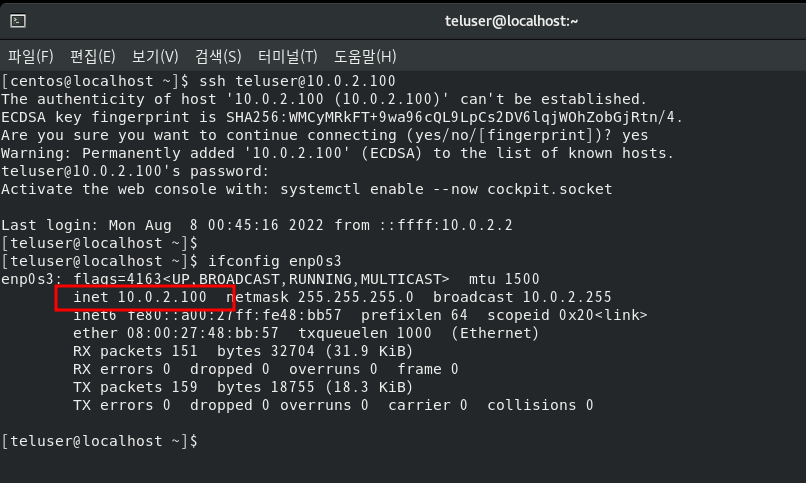 teluser@localhost:~
파일(F) 편집(E) 보기(V) 검색(S) 터미널(T) 도움말(H)
[centos@localhost ~]$ ssh teluser@10.0.2.100
The authenticity of host '10.0.2.100 (10.0.2.100)' can't be established.
ECDSA key fingerprint is SHA256:WMCyMRkFT+9wa96cQL9LpCs2DV6lqjWOhZobGjRtn/4.
Are you sure you want to continue connecting (yes/no/[fingerprint])? yes
Warning: Permanently added '10.0.2.100' (ECDSA) to the list of known hosts.
teluser@10.0.2.100's password:
Activate the web console with: systemctl enable --now cockpit.socket

Last login: Mon Aug  8 00:45:16 2022 from ::ffff:10.0.2.2
[teluser@localhost ~]$
[teluser@localhost ~]$ ifconfig enp0s3
enp0s3: flags=4163<UP,BROADCAST,RUNNING,MULTICAST>  mtu 1500
        inet 10.0.2.100  netmask 255.255.255.0  broadcast 10.0.2.255
        inet6 fe80::a00:27ff:fe48:bb57  prefixlen 64  scopeid 0x20<link>
        ether 08:00:27:48:bb:57  txqueuelen 1000  (Ethernet)
        RX packets 151  bytes 32704 (31.9 KiB)
        RX errors 0  dropped 0  overruns 0  frame 0
        TX packets 159  bytes 18755 (18.3 KiB)
        TX errors 0  dropped 0 overruns 0  carrier 0  collisions 0

[teluser@localhost ~]$